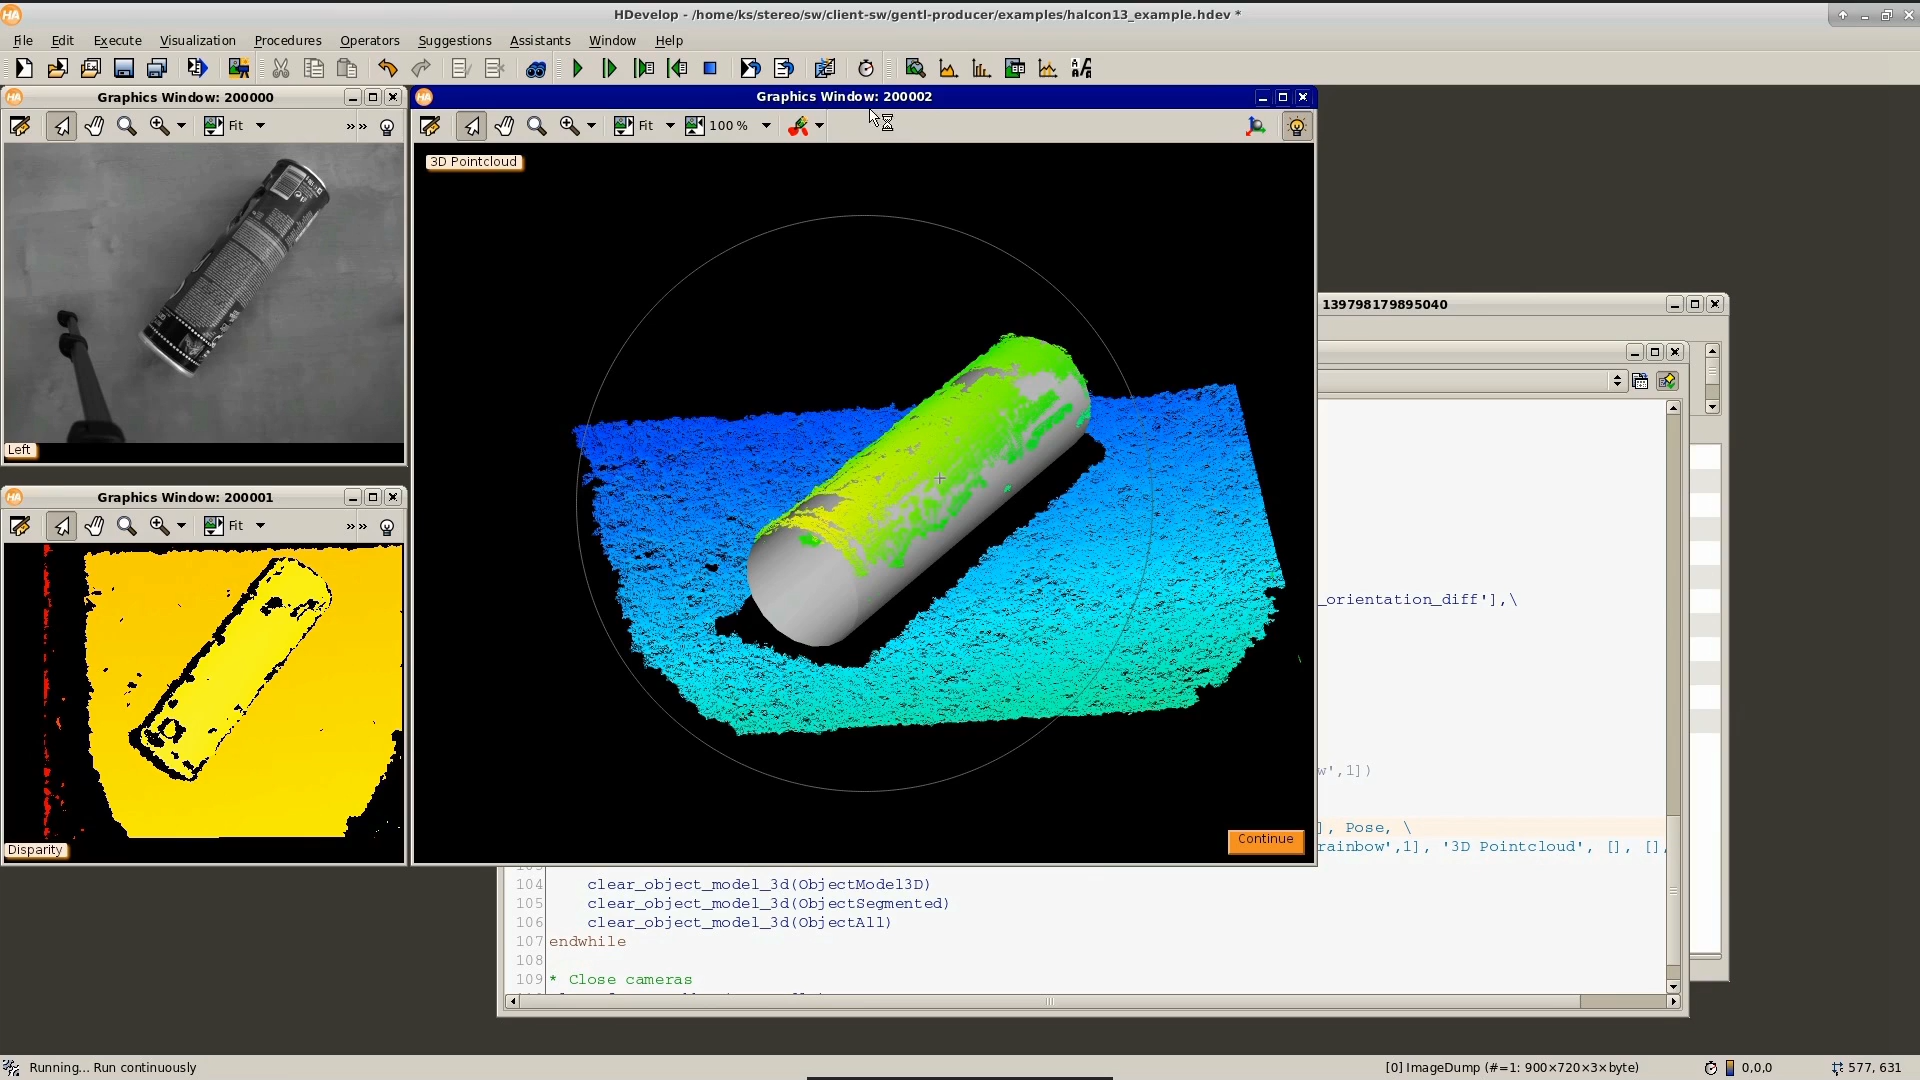 HDevelop - /home/ks/stereo/sw/client-sw/gentl-producer/examples/halcon13_example.hdev *
File Edit Execute Visualization Procedures Operators Suggestions Assistants Window Help
Graphics Window: 200000
Fit
Left
Graphics Window: 200001
Fit
Disparity
Graphics Window: 200002
Fit 100 %
3D Pointcloud
Continue
139798179895040
_orientation_diff'],\
w',1])
], Pose, \
rainbow',1], '3D Pointcloud', [], [],
104 clear_object_model_3d(ObjectModel3D)
105 clear_object_model_3d(ObjectSegmented)
106 clear_object_model_3d(ObjectAll)
107 endwhile
108
109 * Close cameras
Running... Run continuously
[0] ImageDump (#=1: 900×720×3×byte)
0,0,0
577, 631